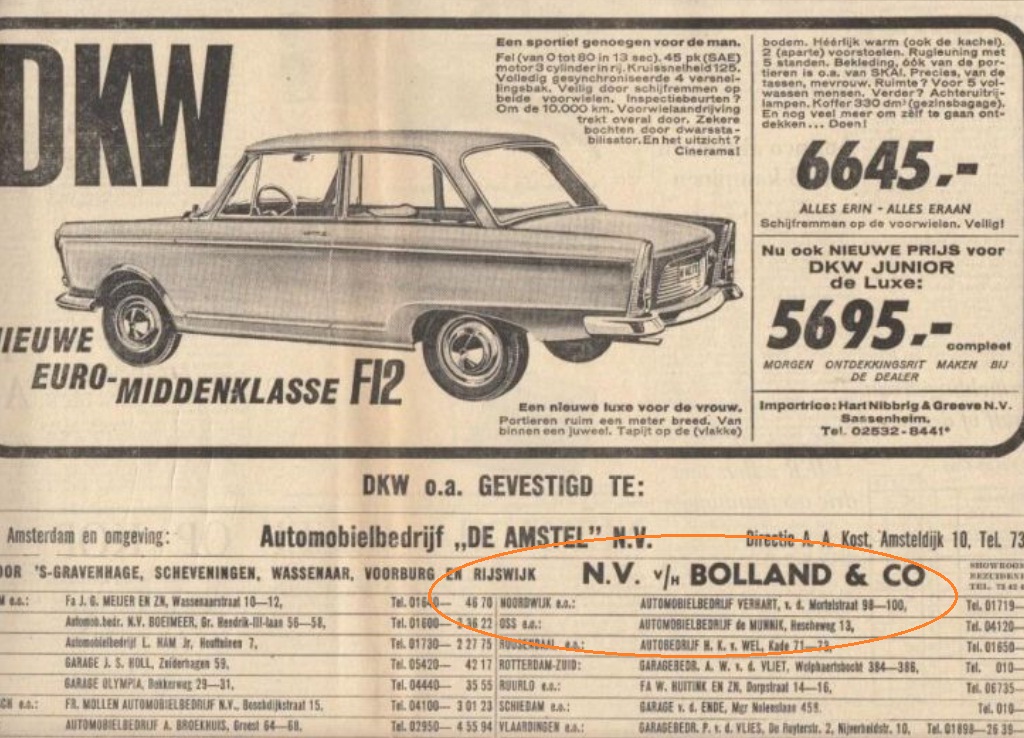 DKW
Een sportief genoegen voor de man.
Fel (van 0 tot 80 in 13 sec). 45 pk (SAE)
motor 3 cylinder in rij. Kruissnelheid 125.
Volledig gesynchroniseerde 4 versnel-
lingsbak. Veilig door schijfremmen op
beide voorwielen. Inspectiebeurten?
Om de 10.000 km. Voorwielaandrijving
trekt overal door. Zekere
bochten door dwarssta-
bilisator. En het uitzicht?
Cinerama!
NIEUWE
EURO-MIDDENKLASSE F12
Een nieuwe luxe voor de vrouw.
Portieren ruim een meter breed. Van
binnen een juweel. Tapijt op de (vlakke)
bodem. Héérlijk warm (ook de kachel).
2 (aparte) voorstoelen. Rugleuning met
5 standen. Bekleding, óók van de por-
tieren is o.a. van SKAI. Precies, van de
tassen, mevrouw. Ruimte? Voor 5 vol-
wassen mensen. Verder? Achteruitrij-
lampen. Koffer 330 dm³ (gezinsbagage).
En nog veel meer om zélf te gaan ont-
dekken... Doen!
6645.-
ALLES ERIN - ALLES ERAAN
Schijfremmen op de voorwielen. Veilig!
Nu ook NIEUWE PRIJS voor
DKW JUNIOR
de Luxe:
5695.-
compleet
MORGEN ONTDEKKINGSRIT MAKEN BIJ
DE DEALER
Importrice: Hart Nibbrig & Greeve N.V.
Sassenheim.
Tel. 02532-8441*
DKW o.a. GEVESTIGD TE:
Amsterdam en omgeving: Automobielbedrijf „DE AMSTEL" N.V. Directie A. A. Kost, Amsteldijk 10, Tel. 73
OOR 'S-GRAVENHAGE, SCHEVENINGEN, WASSENAAR, VOORBURG EN RIJSWIJK N.V. v/H BOLLAND & CO
SHOWROOM
Fa J. G. MEIJER EN ZN, Wassenaarstraat 10—12, Tel. 01640— 46 70
Automob.bedr. N.V. BOEIMEER, Gr. Hendrik-III-laan 56—58, Tel. 01600— 3 36 22
Automobielbedrijf L. HAM Jr, Houttuinen 7, Tel. 01730— 2 27 75
GARAGE J. S. HOLL, Zuiderhagen 59, Tel. 05420— 42 17
GARAGE OLYMPIA, Bakkerweg 29—31, Tel. 04440— 35 55
CH e.o.: FR. MOLLEN AUTOMOBIELBEDRIJF N.V., Boschdijkstraat 15, Tel. 04100— 3 01 23
AUTOMOBIELBEDRIJF A. BROEKHUIS, Groest 64—68, Tel. 02950— 4 55 94
NOORDWIJK e.o.: AUTOMOBIELBEDRIJF VERHART, v. d. Mortelstraat 98—100, Tel. 01719—
OSS e.o.: AUTOMOBIELBEDRIJF de MUNNIK, Hescheweg 13, Tel. 04120—
ROOSENDAAL e.o.: AUTOBEDRIJF H. K. v. WEL, Kade 71—73, Tel. 01650—
ROTTERDAM-ZUID: GARAGEBEDR. A. W. v. d. VLIET, Wolphaertsbocht 384—386, Tel. 010—
RUURLO e.o.: FA W. HUITINK EN ZN, Dorpstraat 14—16, Tel. 06735—
SCHIEDAM e.o.: GARAGE v. d. ENDE, Mgr Nolenslaan 459, Tel. 010—
VLAARDINGEN e.o.: GARAGEBEDR. P. v. d. VLIES, De Ruyterstr. 2, Nijverheidstr. 10, Tel. 01898—26 39—